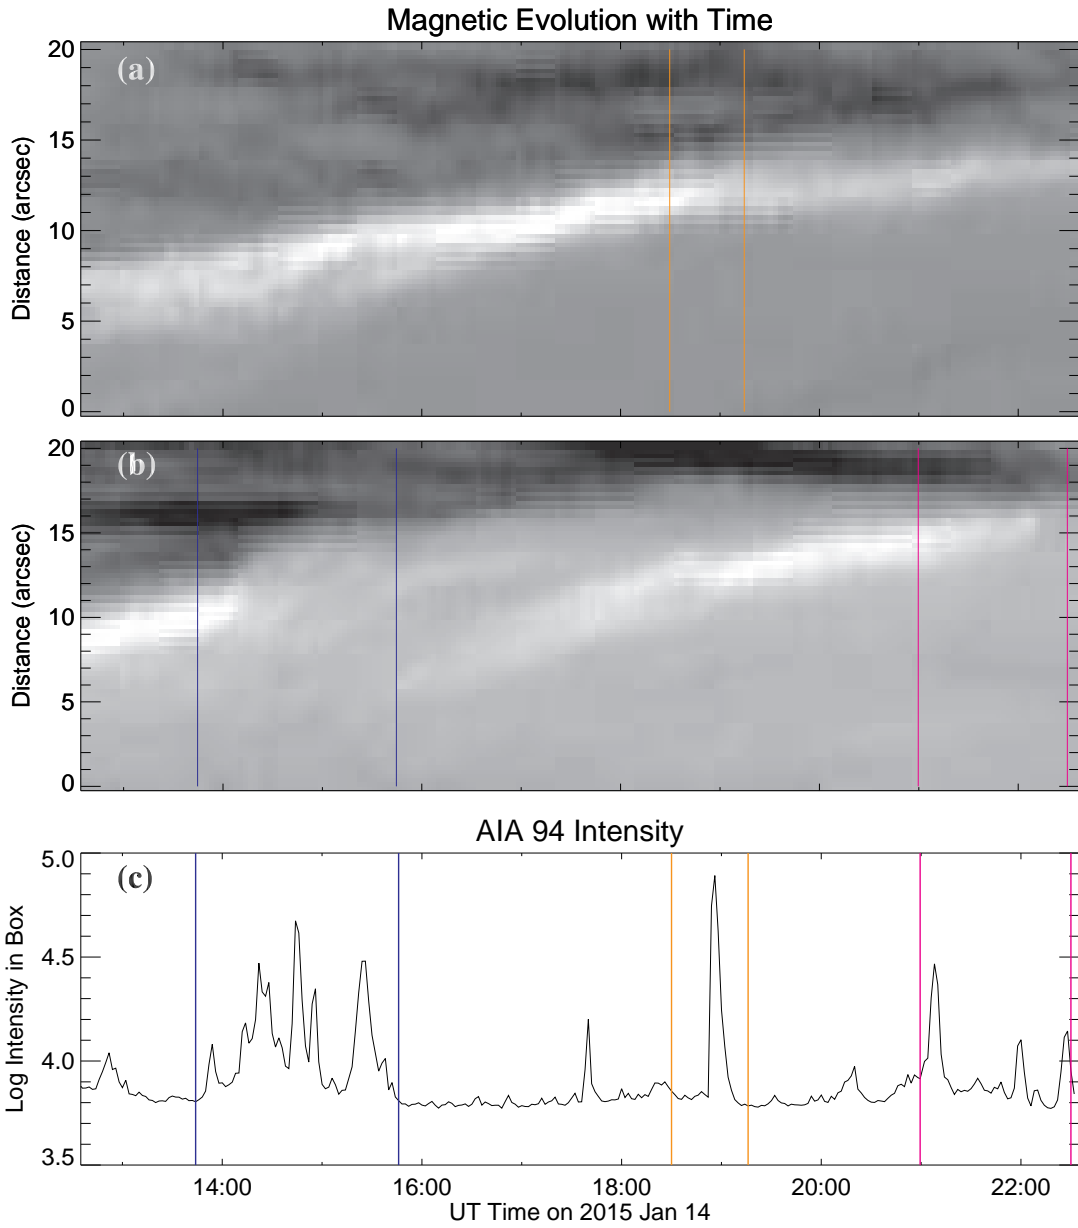 Magnetic Evolution with Time
(a)
20
15
10
5
0
Distance (arcsec)
(b)
20
15
10
5
0
Distance (arcsec)
AIA 94 Intensity
(c)
5.0
4.5
4.0
3.5
Log Intensity in Box
14:00 16:00 18:00 20:00 22:00
UT Time on 2015 Jan 14